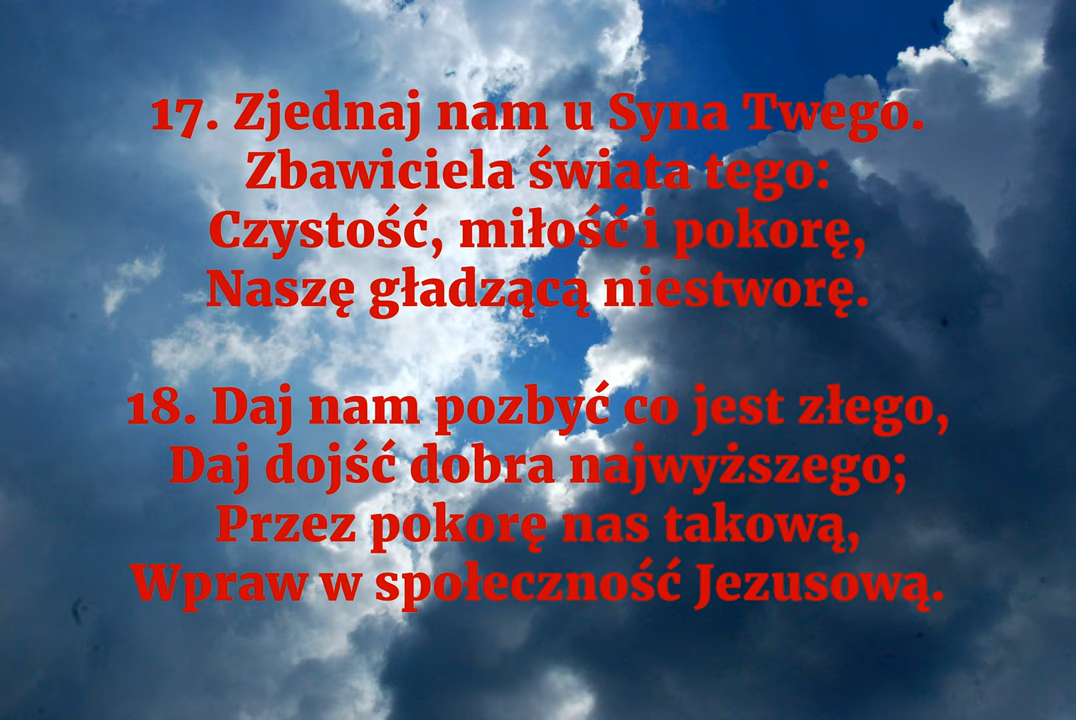 17. Zjednaj nam u Syna Twego.
Zbawiciela świata tego:
Czystość, miłość i pokorę,
Naszę gładzącą niestworę.
18. Daj nam pozbyć co jest złego,
Daj dojść dobra najwyższego;
Przez pokorę nas takową,
Wpraw w społeczność Jezusową.